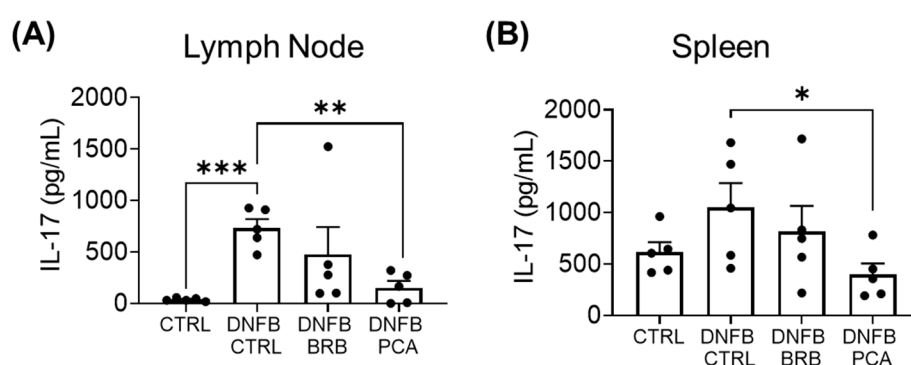 (A)
Lymph Node
IL-17 (pg/mL)
2000
1500
1000
500
0
***
**
CTRL
DNFB
CTRL
DNFB
BRB
DNFB
PCA
(B)
Spleen
IL-17 (pg/mL)
2000
1500
1000
500
0
*
CTRL
DNFB
CTRL
DNFB
BRB
DNFB
PCA